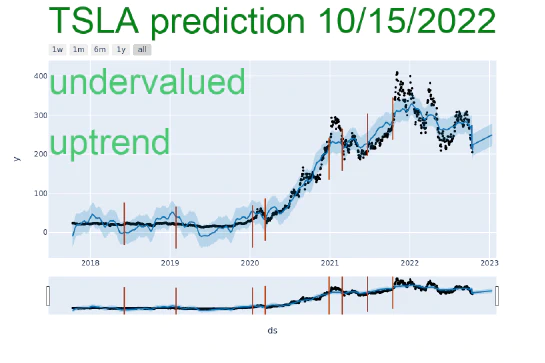 TSLA prediction 10/15/2022
1w 1m 6m 1y all
undervalued
uptrend
y
400
300
200
100
0
2018 2019 2020 2021 2022 2023
ds